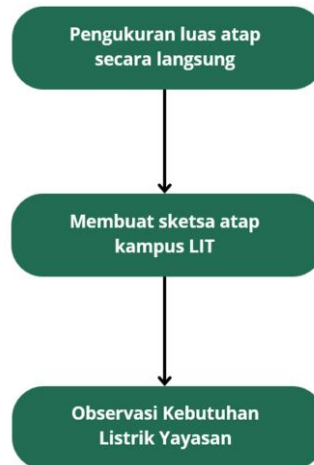 Pengukuran luas atap
secara langsung
Membuat sketsa atap
kampus LIT
Observasi Kebutuhan
Listrik Yayasan